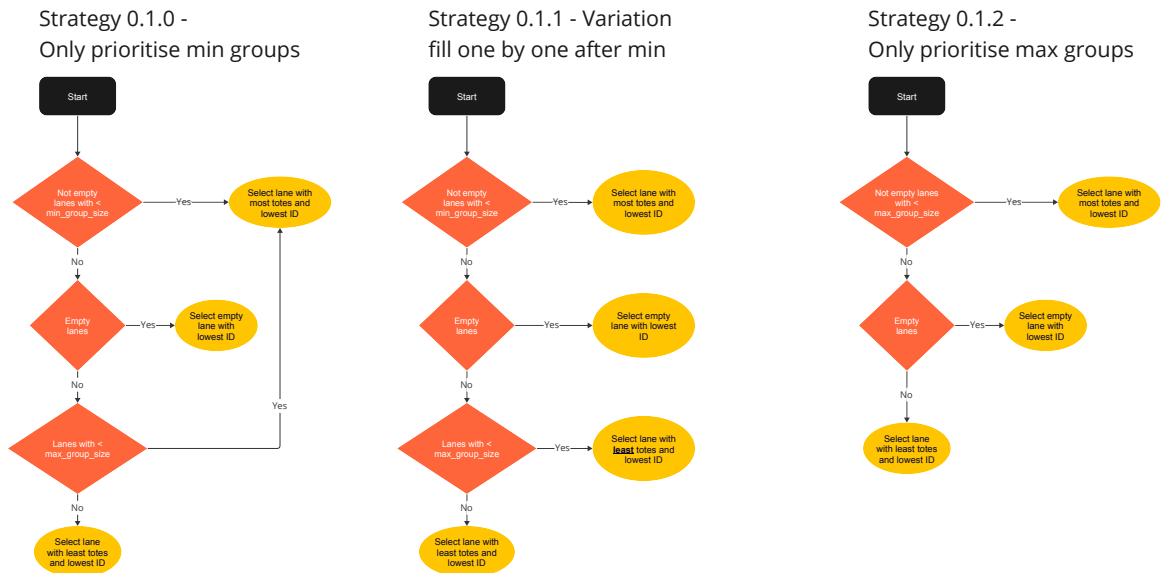 Strategy 0.1.0 -
Only prioritise min groups
Start
Not empty
lanes with <
min_group_size
Yes
Select lane with
most totes and
lowest ID
No
Empty
lanes
Yes
Select empty
lane with
lowest ID
No
Yes
Lanes with <
max_group_size
No
Select lane
with least totes
and lowest ID
Strategy 0.1.1 - Variation
fill one by one after min
Start
Not empty
lanes with <
min_group_size
Yes
Select lane with
most totes and
lowest ID
No
Empty
lanes
Yes
Select empty
lane with lowest
ID
No
Lanes with <
max_group_size
Yes
Select lane with
least totes and
lowest ID
No
Select lane with
least totes and
lowest ID
Strategy 0.1.2 -
Only prioritise max groups
Start
Not empty lanes
with <
max_group_size
Yes
Select lane with
most totes and
lowest ID
No
Empty
lanes
Yes
Select empty
lane with
lowest ID
No
Select lane
with least totes
and lowest ID